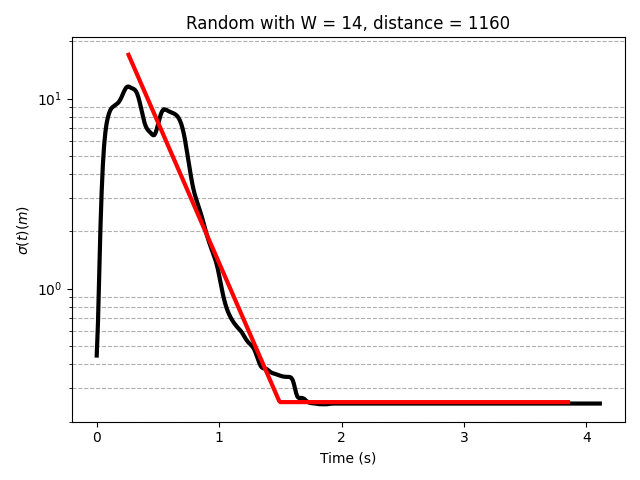 Random with W = 14, distance = 1160
10¹
10⁰
σ(t)(m)
0 1 2 3 4
Time (s)